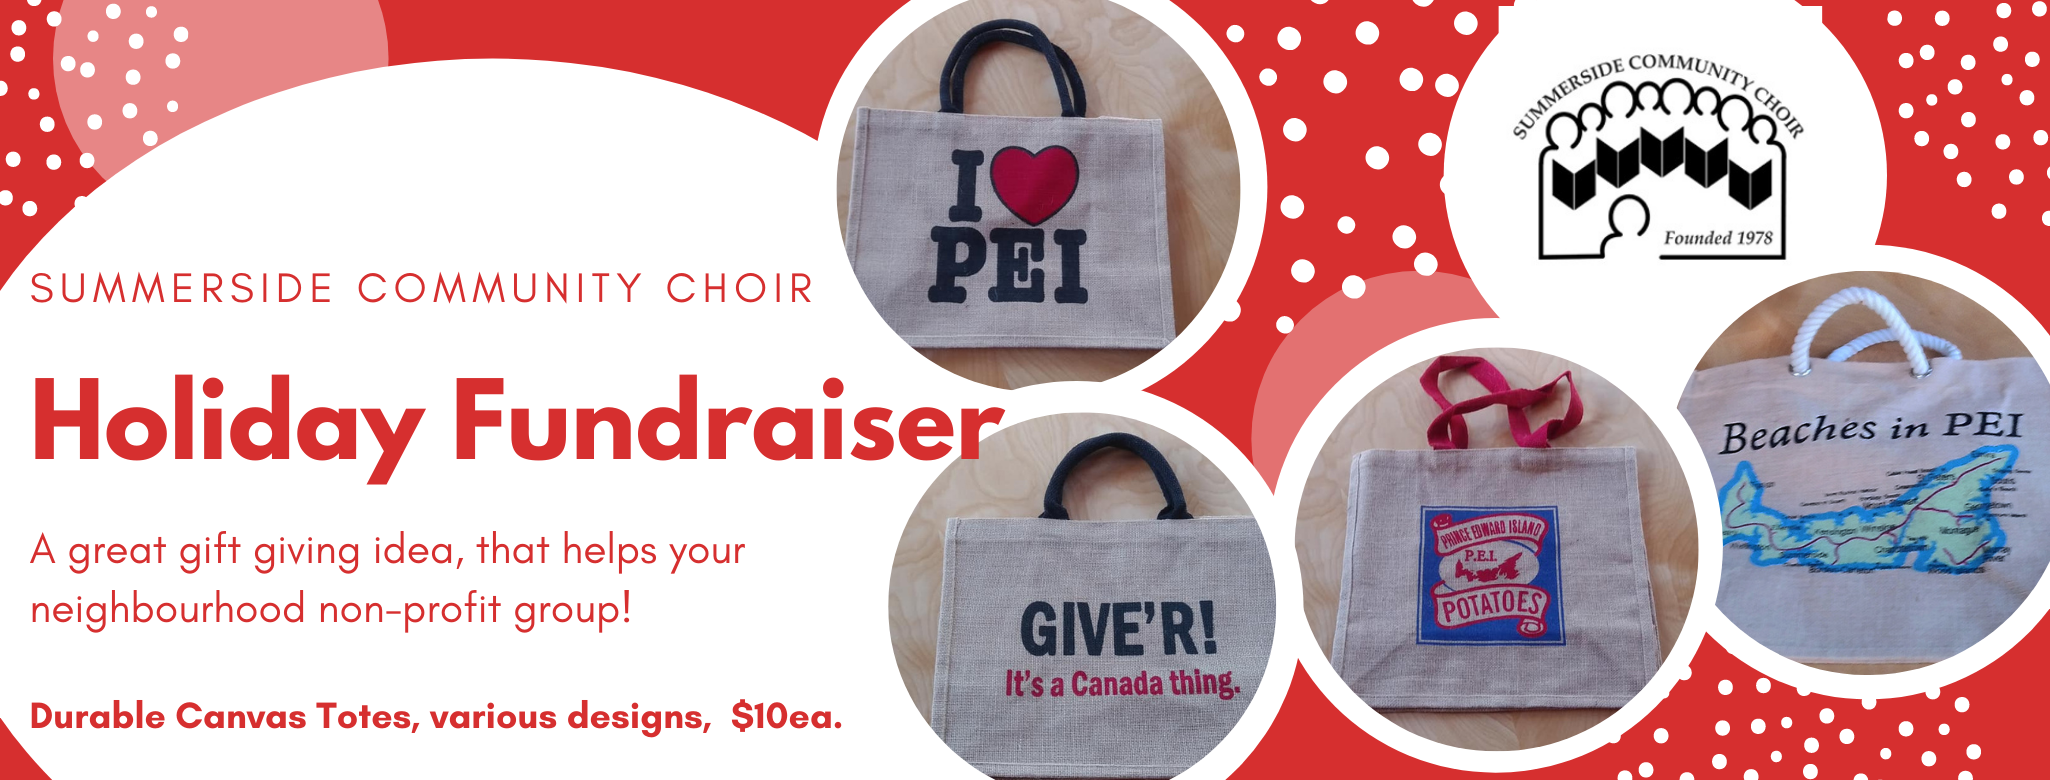 SUMMERSIDE COMMUNITY CHOIR
Holiday Fundraiser
A great gift giving idea, that helps your
neighbourhood non-profit group!
Durable Canvas Totes, various designs, $10ea.
I
PEI
GIVE'R!
It's a Canada thing.
SUMMERSIDE COMMUNITY CHOIR
Founded 1978
PRINCE EDWARD ISLAND
P.E.I.
POTATOES
Beaches in PEI
Kensington